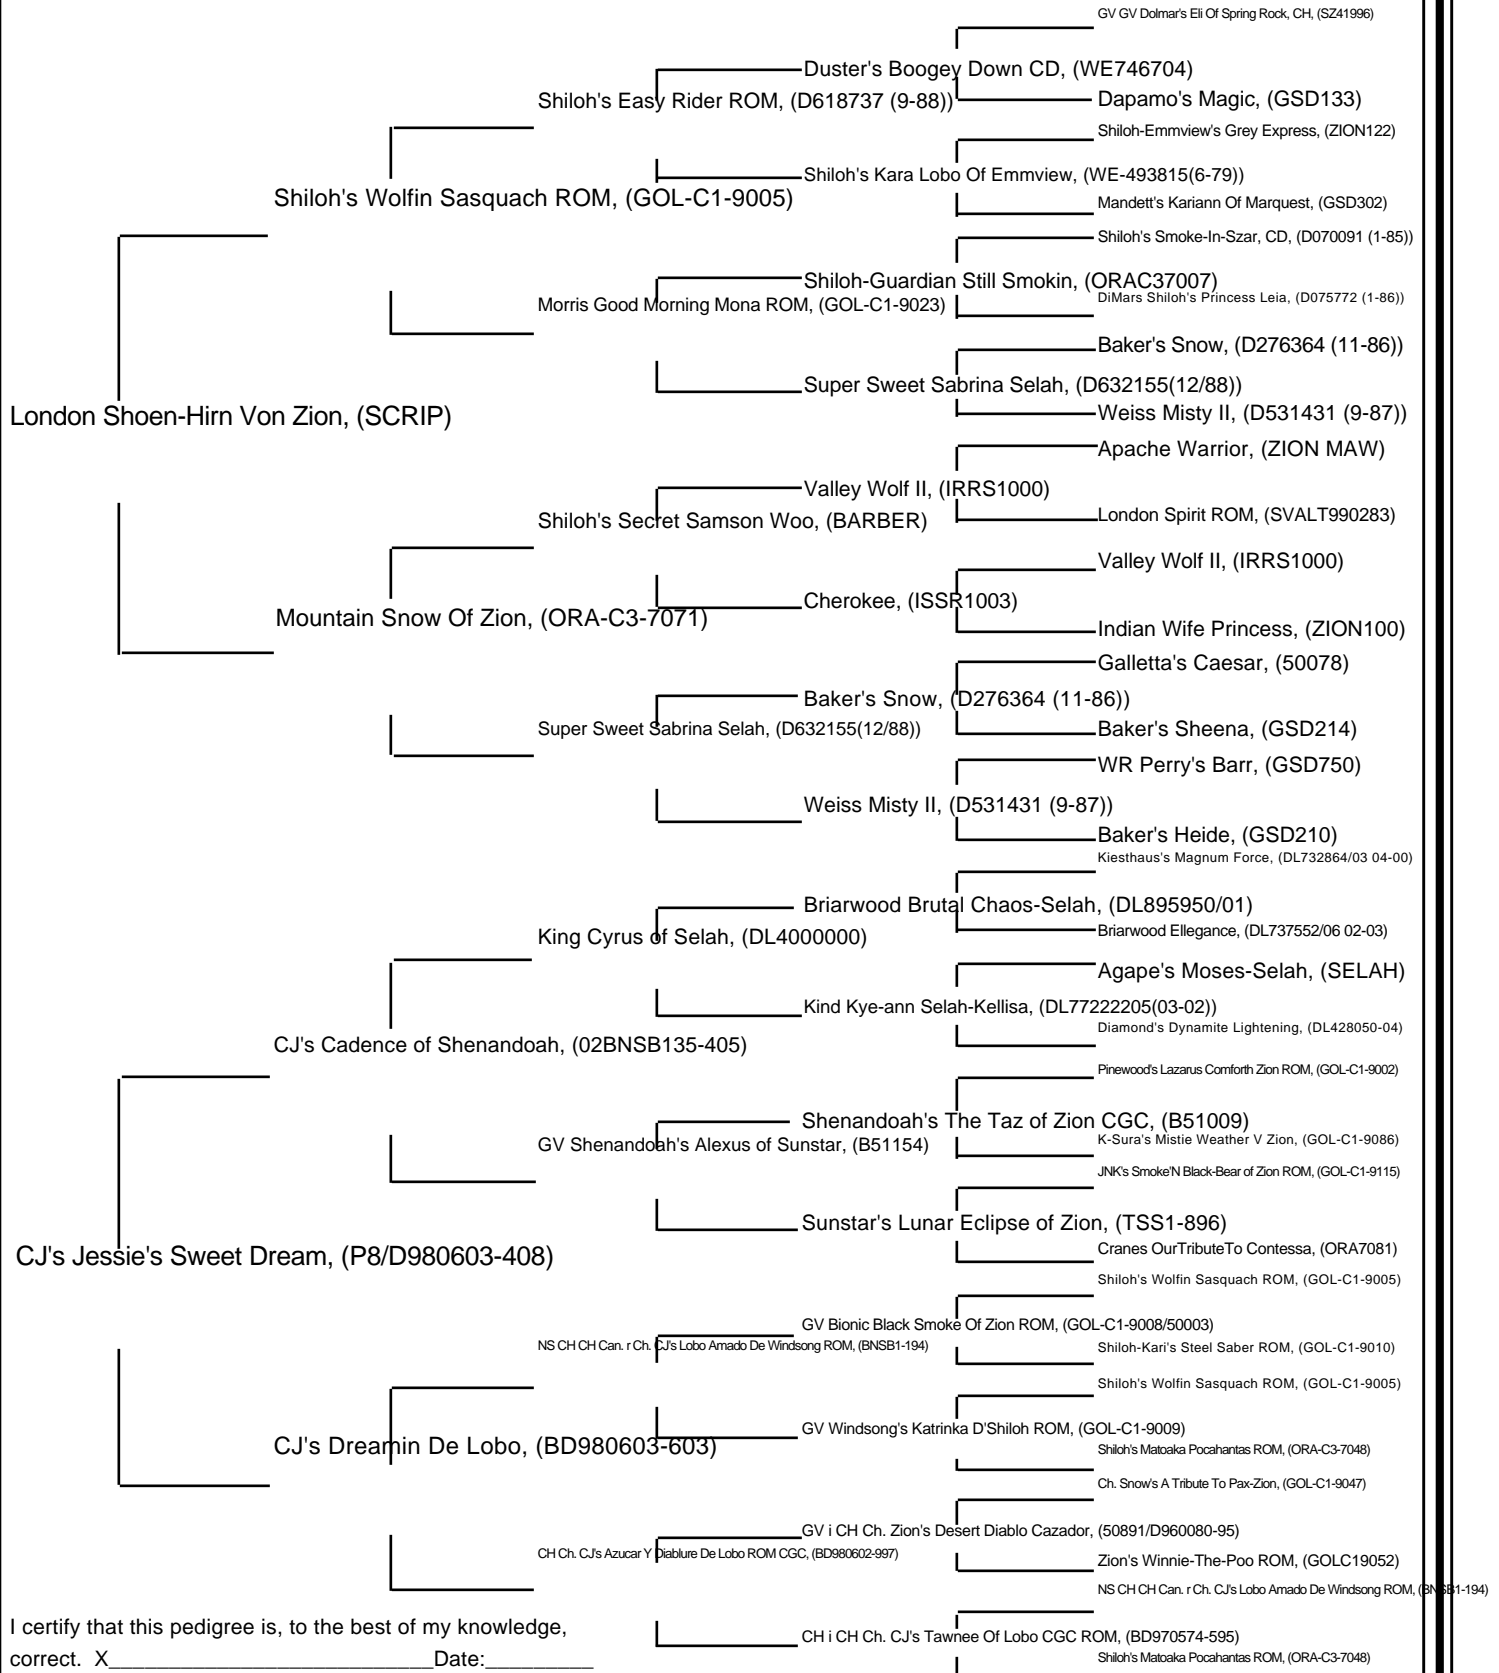 GV GV Dolmar's Eli Of Spring Rock, CH, (SZ41996)
Duster's Boogey Down CD, (WE746704)
Shiloh's Easy Rider ROM, (D618737 (9-88))
Dapamo's Magic, (GSD133)
Shiloh-Emmview's Grey Express, (ZION122)
Shiloh's Kara Lobo Of Emmview, (WE-493815(6-79))
Shiloh's Wolfin Sasquach ROM, (GOL-C1-9005)
Mandett's Kariann Of Marquest, (GSD302)
Shiloh's Smoke-In-Szar, CD, (D070091 (1-85))
Shiloh-Guardian Still Smokin, (ORAC37007)
Morris Good Morning Mona ROM, (GOL-C1-9023)
DiMars Shiloh's Princess Leia, (D075772 (1-86))
Baker's Snow, (D276364 (11-86))
Super Sweet Sabrina Selah, (D632155(12/88))
London Shoen-Hirn Von Zion, (SCRIP)
Weiss Misty II, (D531431 (9-87))
Apache Warrior, (ZION MAW)
Valley Wolf II, (IRRS1000)
Shiloh's Secret Samson Woo, (BARBER)
London Spirit ROM, (SVALT990283)
Valley Wolf II, (IRRS1000)
Cherokee, (ISSR1003)
Mountain Snow Of Zion, (ORA-C3-7071)
Indian Wife Princess, (ZION100)
Galletta's Caesar, (50078)
Baker's Snow, (D276364 (11-86))
Super Sweet Sabrina Selah, (D632155(12/88))
Baker's Sheena, (GSD214)
WR Perry's Barr, (GSD750)
Weiss Misty II, (D531431 (9-87))
Baker's Heide, (GSD210)
Kiesthaus's Magnum Force, (DL732864/03 04-00)
Briarwood Brutal Chaos-Selah, (DL895950/01)
King Cyrus of Selah, (DL4000000)
Briarwood Ellegance, (DL737552/06 02-03)
Agape's Moses-Selah, (SELAH)
Kind Kye-ann Selah-Kellisa, (DL77222205(03-02))
CJ's Cadence of Shenandoah, (02BNSB135-405)
Diamond's Dynamite Lightening, (DL428050-04)
Pinewood's Lazarus Comforth Zion ROM, (GOL-C1-9002)
Shenandoah's The Taz of Zion CGC, (B51009)
GV Shenandoah's Alexus of Sunstar, (B51154)
K-Sura's Mistie Weather V Zion, (GOL-C1-9086)
JNK's Smoke'N Black-Bear of Zion ROM, (GOL-C1-9115)
Sunstar's Lunar Eclipse of Zion, (TSS1-896)
CJ's Jessie's Sweet Dream, (P8/D980603-408)
Cranes OurTributeTo Contessa, (ORA7081)
Shiloh's Wolfin Sasquach ROM, (GOL-C1-9005)
GV Bionic Black Smoke Of Zion ROM, (GOL-C1-9008/50003)
NS CH CH Can. r Ch. CJ's Lobo Amado De Windsong ROM, (BNSB1-194)
Shiloh-Kari's Steel Saber ROM, (GOL-C1-9010)
Shiloh's Wolfin Sasquach ROM, (GOL-C1-9005)
GV Windsong's Katrinka D'Shiloh ROM, (GOL-C1-9009)
CJ's Dreamin De Lobo, (BD980603-603)
Shiloh's Matoaka Pocahantas ROM, (ORA-C3-7048)
Ch. Snow's A Tribute To Pax-Zion, (GOL-C1-9047)
GV i CH Ch. Zion's Desert Diablo Cazador, (50891/D960080-95)
CH Ch. CJ's Azucar Y Diablure De Lobo ROM CGC, (BD980602-997)
Zion's Winnie-The-Poo ROM, (GOLC19052)
NS CH CH Can. r Ch. CJ's Lobo Amado De Windsong ROM, (BNSB1-194)
CH i CH Ch. CJ's Tawnee Of Lobo CGC ROM, (BD970574-595)
Shiloh's Matoaka Pocahantas ROM, (ORA-C3-7048)
I certify that this pedigree is, to the best of my knowledge,
correct. X___________________________Date:_________